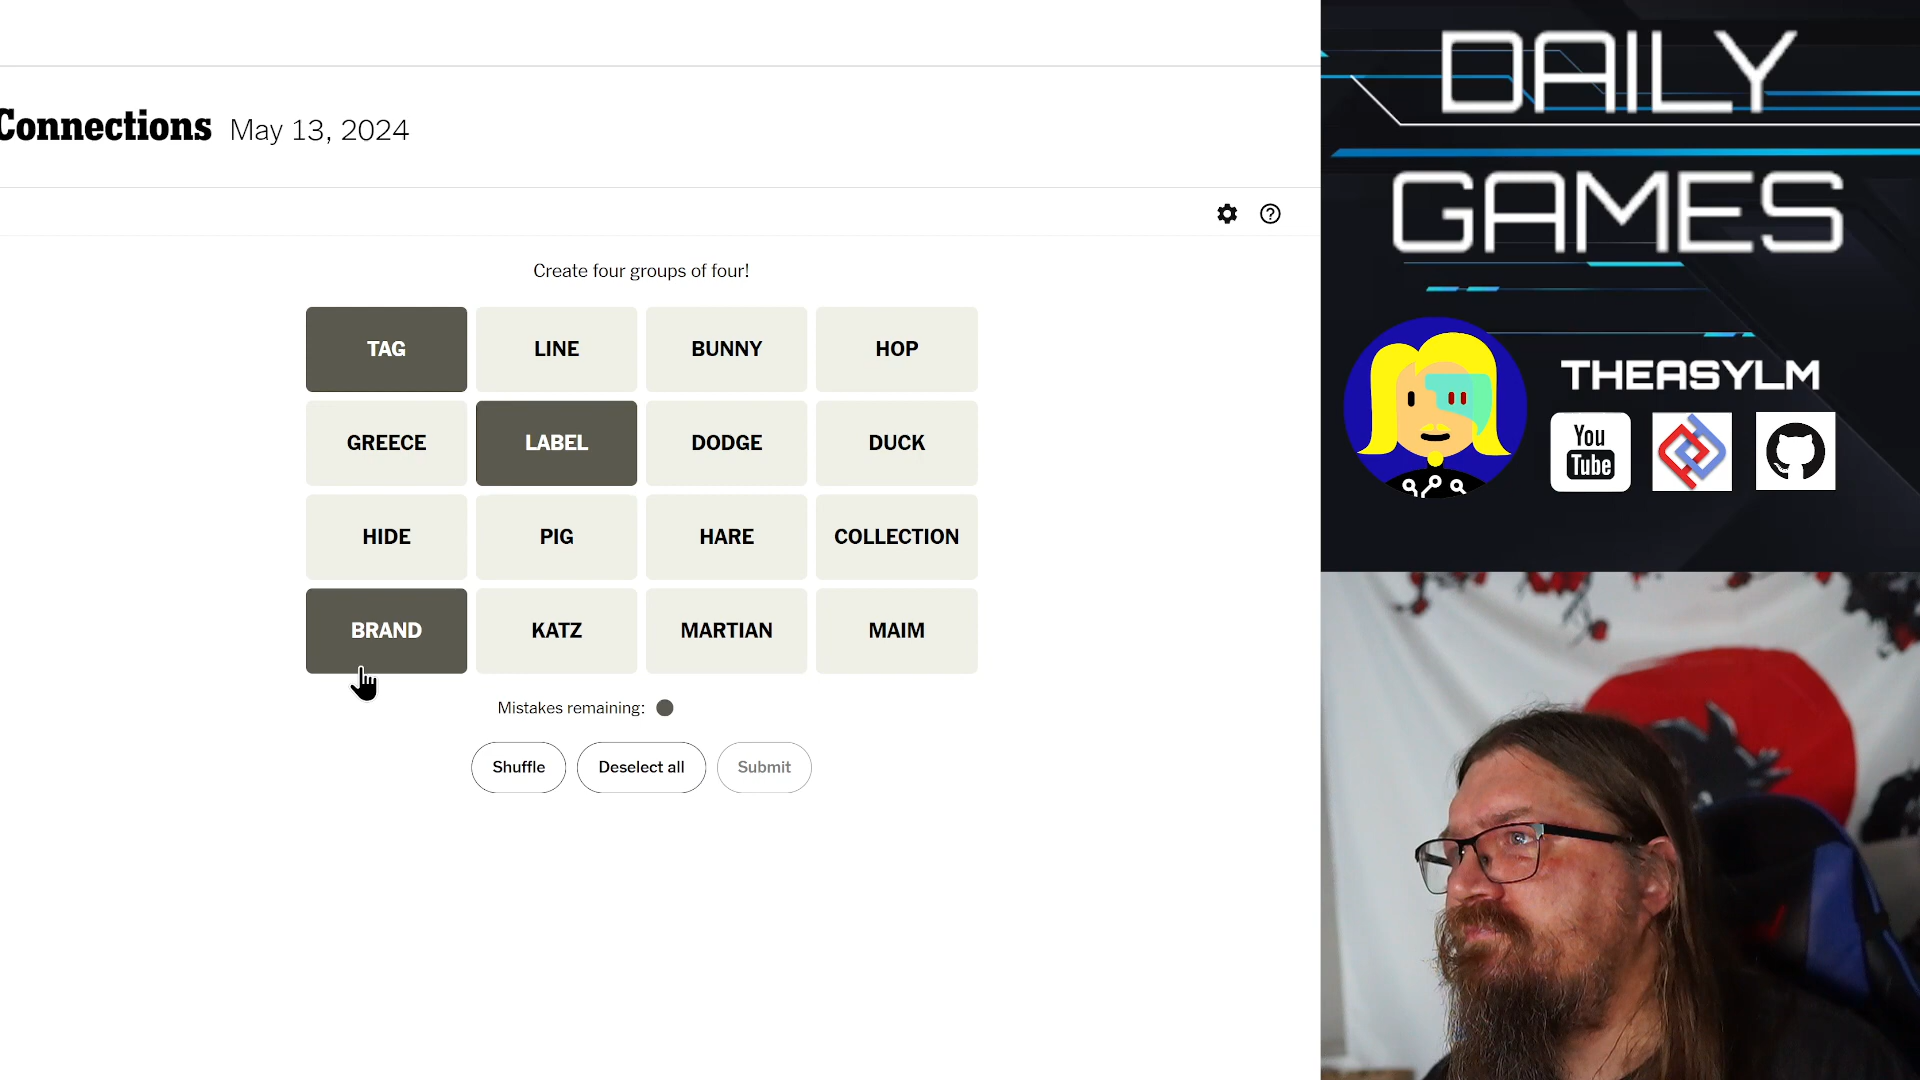 Connections May 13, 2024
Create four groups of four!
TAG LINE BUNNY HOP
GREECE LABEL DODGE DUCK
HIDE PIG HARE COLLECTION
BRAND KATZ MARTIAN MAIM
Mistakes remaining:
Shuffle Deselect all Submit
DAILY
GAMES
THEASYLM
You
Tube